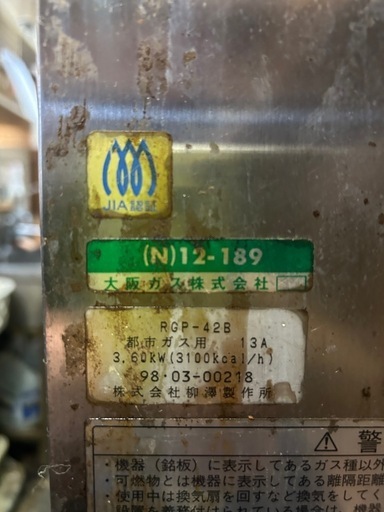 JIA認証
(N)12-189
大阪ガス株式会社
RGP-42B
都市ガス用 13A
3.60kW(3100kcal/h)
98.03-00218
株式会社柳澤製作所
⚠警
・機器（銘板）に表示してあるガス種以外
・可燃物とは機器に表示してある離隔距離
・使用中は換気扇を回すなど換気をしてく